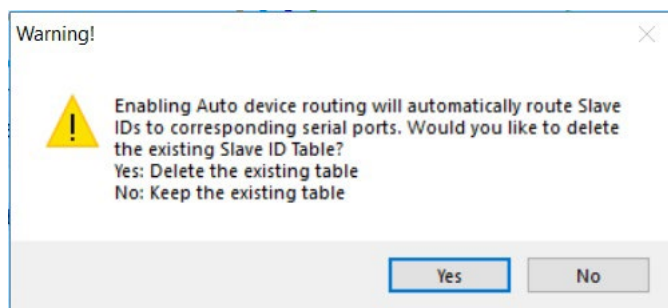 Warning!
Enabling Auto device routing will automatically route Slave
IDs to corresponding serial ports. Would you like to delete
the existing Slave ID Table?
Yes: Delete the existing table
No: Keep the existing table
Yes No